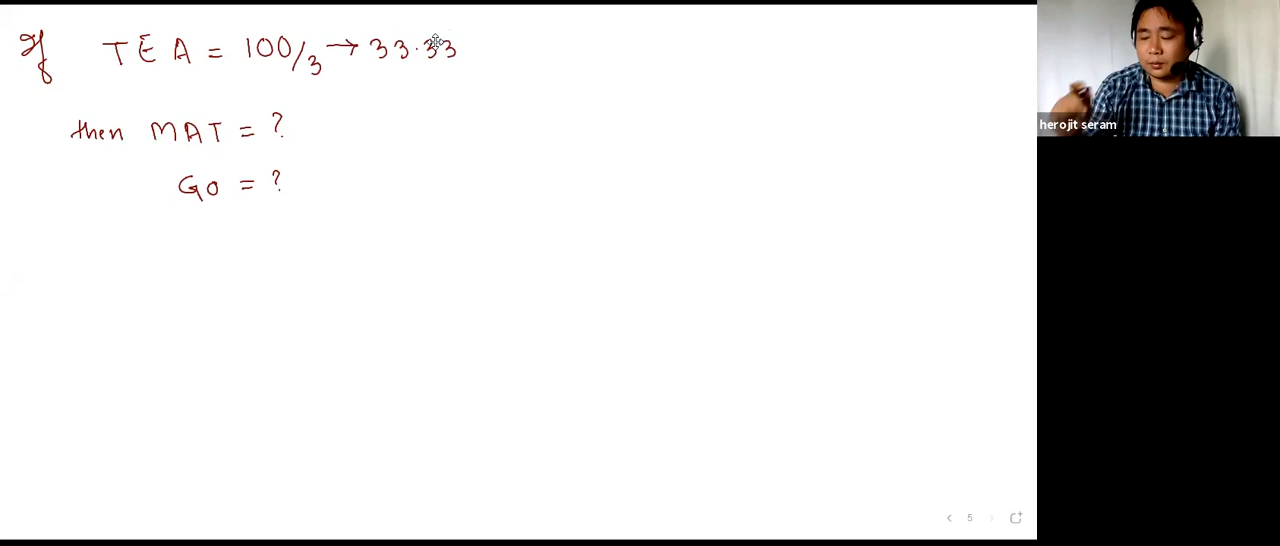 If TEA = 100/3 → 33.33
then MAT = ?
GO = ?
herojit seram
5